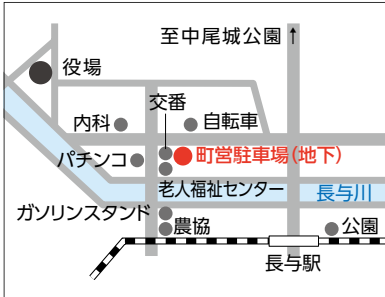 至中尾城公園↑
役場
交番
内科
自転車
パチンコ
町営駐車場(地下)
老人福祉センター
長与川
ガソリンスタンド
農協
公園
長与駅